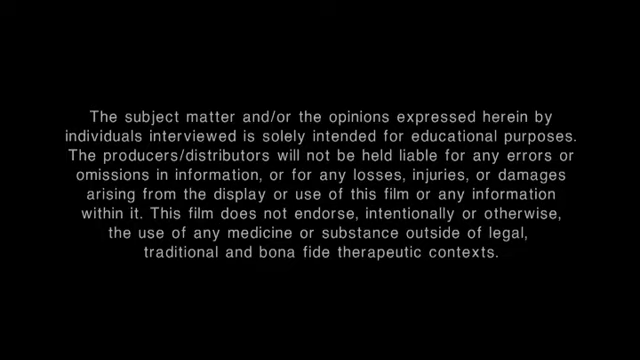 The subject matter and/or the opinions expressed herein by
individuals interviewed is solely intended for educational purposes.
The producers/distributors will not be held liable for any errors or
omissions in information, or for any losses, injuries, or damages
arising from the display or use of this film or any information
within it. This film does not endorse, intentionally or otherwise,
the use of any medicine or substance outside of legal,
traditional and bona fide therapeutic contexts.